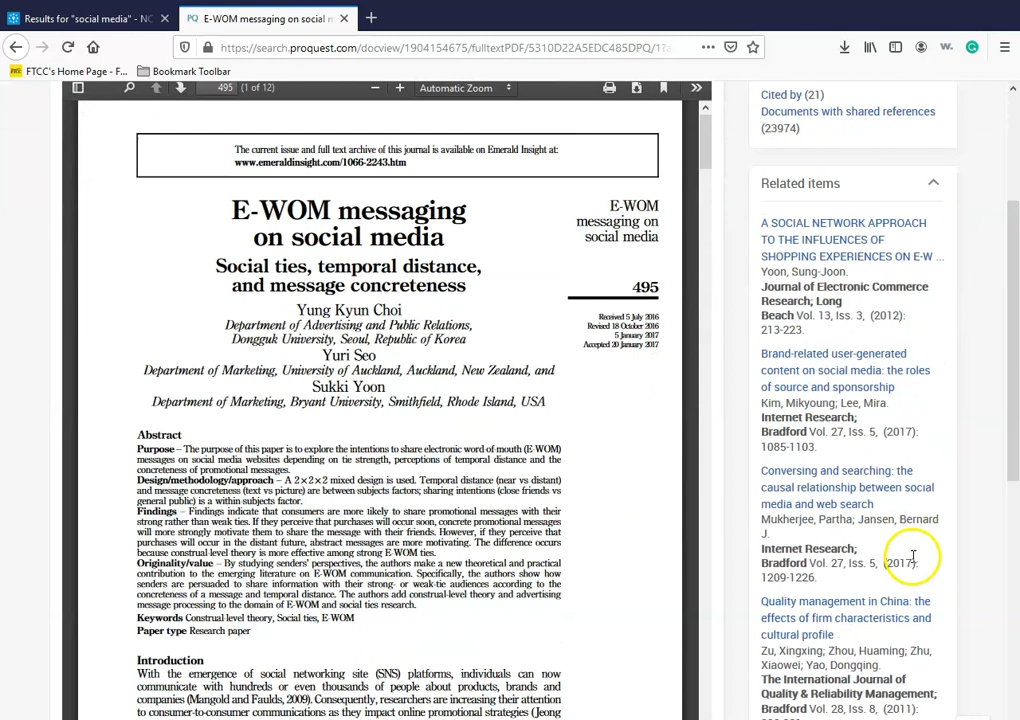 Results for "social media" - NC
E-WOM messaging on social m
https://search.proquest.com/docview/1904154675/fulltextPDF/5310D22A5EDC485DPQ/1?a
FTCC's Home Page - F...
Bookmark Toolbar
495 (1 of 12)
Automatic Zoom
The current issue and full text archive of this journal is available on Emerald Insight at:
www.emeraldinsight.com/1066-2243.htm
E-WOM messaging
on social media
Social ties, temporal distance,
and message concreteness
Yung Kyun Choi
Department of Advertising and Public Relations,
Dongguk University, Seoul, Republic of Korea
Yuri Seo
Department of Marketing, University of Auckland, Auckland, New Zealand, and
Sukki Yoon
Department of Marketing, Bryant University, Smithfield, Rhode Island, USA
E-WOM
messaging on
social media
495
Received 5 July 2016
Revised 18 October 2016
5 January 2017
Accepted 20 January 2017
Abstract
Purpose – The purpose of this paper is to explore the intentions to share electronic word of mouth (E-WOM)
messages on social media websites depending on tie strength, perceptions of temporal distance and the
concreteness of promotional messages.
Design/methodology/approach – A 2×2×2 mixed design is used. Temporal distance (near vs distant)
and message concreteness (text vs picture) are between-subjects factors; sharing intentions (close friends vs
general public) is a within-subjects factor.
Findings – Findings indicate that consumers are more likely to share promotional messages with their
strong rather than weak ties. If they perceive that purchases will occur soon, concrete promotional messages
will more strongly motivate them to share the message with their friends. However, if they perceive that
purchases will occur in the distant future, abstract messages are more motivating. The difference occurs
because construal-level theory is more effective among strong E-WOM ties.
Originality/value – By studying senders' perspectives, the authors make a new theoretical and practical
contribution to the emerging literature on E-WOM communication. Specifically, the authors show how
senders are persuaded to share information with their strong- or weak-tie audiences according to the
concreteness of a message and temporal distance. The authors add construal-level theory and advertising
message processing to the domain of E-WOM and social ties research.
Keywords Construal-level theory, Social ties, E-WOM
Paper type Research paper
Introduction
With the emergence of social networking site (SNS) platforms, individuals can now
communicate with hundreds or even thousands of people about products, brands and
companies (Mangold and Faulds, 2009). Consequently, researchers are increasing their attention
to consumer-to-consumer communications as they impact online promotional strategies (Jeong
Cited by (21)
Documents with shared references
(23974)
Related items
A SOCIAL NETWORK APPROACH
TO THE INFLUENCES OF
SHOPPING EXPERIENCES ON E-W ...
Yoon, Sung-Joon.
Journal of Electronic Commerce
Research; Long
Beach Vol. 13, Iss. 3, (2012):
213-223.
Brand-related user-generated
content on social media: the roles
of source and sponsorship
Kim, Mikyoung; Lee, Mira.
Internet Research;
Bradford Vol. 27, Iss. 5, (2017):
1085-1103.
Conversing and searching: the
causal relationship between social
media and web search
Mukherjee, Partha; Jansen, Bernard
J.
Internet Research;
Bradford Vol. 27, Iss. 5, (2017):
1209-1226.
Quality management in China: the
effects of firm characteristics and
cultural profile
Zu, Xingxing; Zhou, Huaming; Zhu,
Xiaowei; Yao, Dongqing.
The International Journal of
Quality & Reliability Management;
Bradford Vol. 28, Iss. 8, (2011):